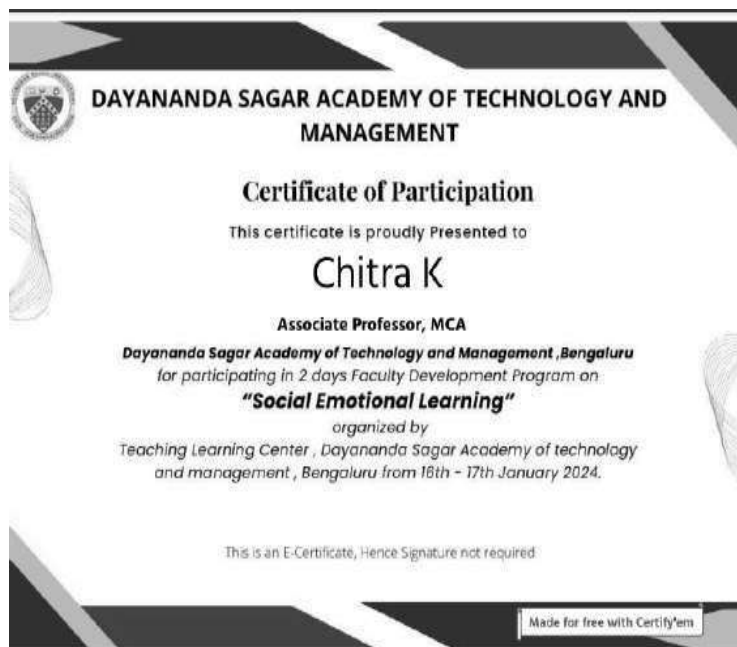 DAYANANDA SAGAR ACADEMY OF TECHNOLOGY AND
MANAGEMENT
Certificate of Participation
This certificate is proudly Presented to
Chitra K
Associate Professor, MCA
Dayananda Sagar Academy of Technology and Management ,Bengaluru
for participating in 2 days Faculty Development Program on
"Social Emotional Learning"
organized by
Teaching Learning Center , Dayananda Sagar Academy of technology
and management , Bengaluru from 16th - 17th January 2024.
This is an E-Certificate, Hence Signature not required
Made for free with Certify'em